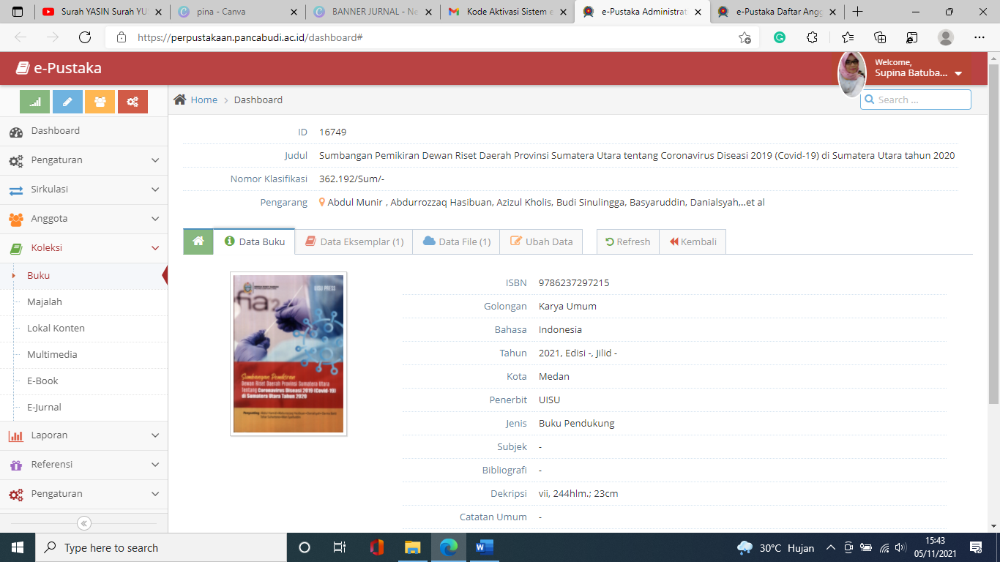 Surah YASIN Surah YU
pina - Canva
BANNER JURNAL - Ne
Kode Aktivasi Sistem e
e-Pustaka Administrat
e-Pustaka Daftar Angg
https://perpustakaan.pancabudi.ac.id/dashboard#
e-Pustaka
Welcome,
Supina Batuba...
Home > Dashboard
Search ...
Dashboard
Pengaturan
Sirkulasi
Anggota
Koleksi
Buku
Majalah
Lokal Konten
Multimedia
E-Book
E-Jurnal
Laporan
Referensi
Pengaturan
ID 16749
Judul Sumbangan Pemikiran Dewan Riset Daerah Provinsi Sumatera Utara tentang Coronavirus Diseasi 2019 (Covid-19) di Sumatera Utara tahun 2020
Nomor Klasifikasi 362.192/Sum/-
Pengarang Abdul Munir , Abdurrozzaq Hasibuan, Azizul Kholis, Budi Sinulingga, Basyaruddin, Danialsyah,..et al
Data Buku Data Eksemplar (1) Data File (1) Ubah Data Refresh Kembali
UISU PRESS
fia2
Sumbangan Pemikiran
Dewan Riset Daerah Provinsi Sumatera Utara
Tentang Coronavirus Diseasi 2019 (Covid-19)
di Sumatera Utara Tahun 2020
ISBN 9786237297215
Golongan Karya Umum
Bahasa Indonesia
Tahun 2021, Edisi -, Jilid -
Kota Medan
Penerbit UISU
Jenis Buku Pendukung
Subjek -
Bibliografi -
Dekripsi vii, 244hlm.; 23cm
Catatan Umum -
Type here to search
30°C Hujan
15:43
05/11/2021